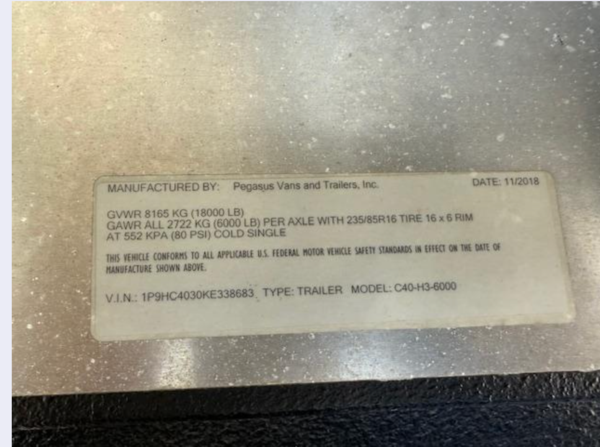 MANUFACTURED BY: Pegasus Vans and Trailers, Inc. DATE: 11/2018
GVWR 8165 KG (18000 LB)
GAWR ALL 2722 KG (6000 LB) PER AXLE WITH 235/85R16 TIRE 16 x 6 RIM
AT 552 KPA (80 PSI) COLD SINGLE
THIS VEHICLE CONFORMS TO ALL APPLICABLE U.S. FEDERAL MOTOR VEHICLE SAFETY STANDARDS IN EFFECT ON THE DATE OF
MANUFACTURE SHOWN ABOVE.
V.I.N.: 1P9HC4030KE338683 TYPE: TRAILER MODEL: C40-H3-6000